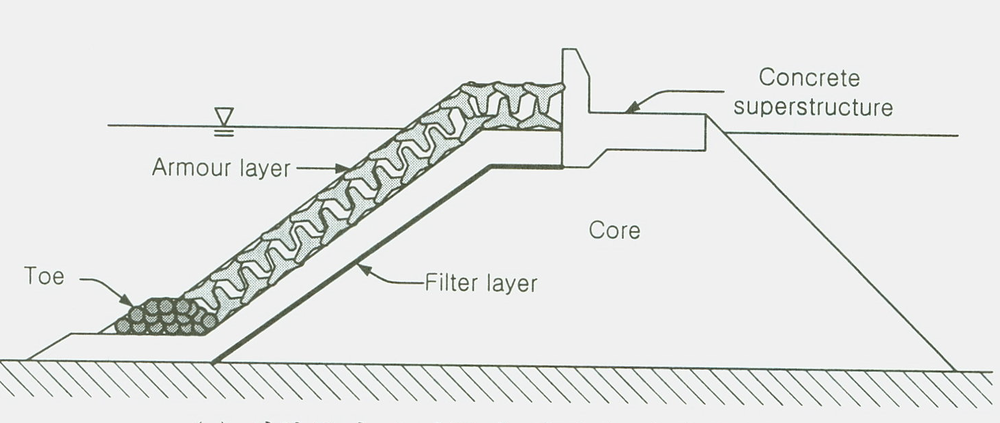 Concrete
superstructure
Armour layer
Core
Toe
Filter layer